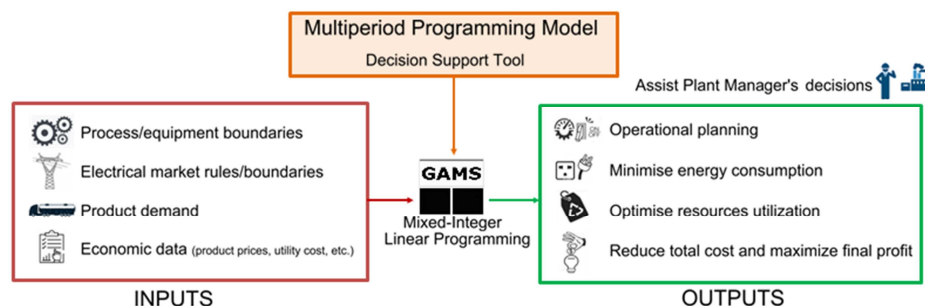 Multiperiod Programming Model
Decision Support Tool
Assist Plant Manager's decisions
Process/equipment boundaries
Electrical market rules/boundaries
Product demand
Economic data (product prices, utility cost, etc.)
INPUTS
GAMS
Mixed-Integer
Linear Programming
Operational planning
Minimise energy consumption
Optimise resources utilization
Reduce total cost and maximize final profit
OUTPUTS